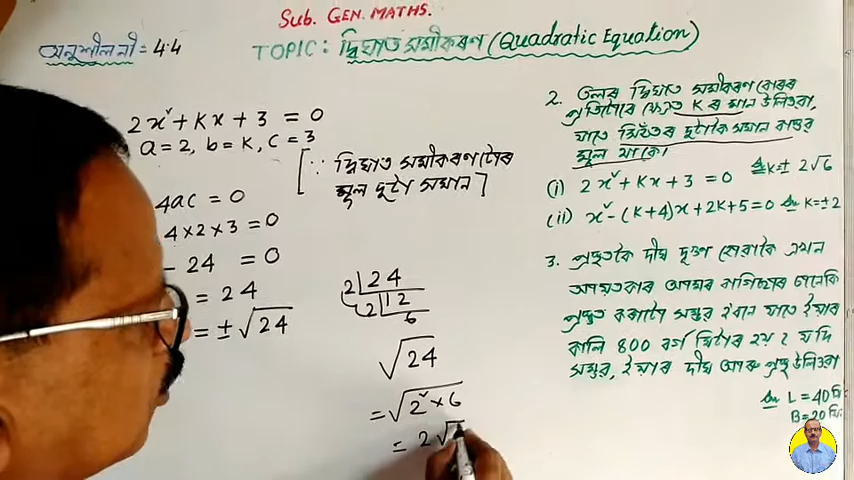 Sub. GEN. MATHS.
অনুশীলনী = 4.4
TOPIC : দ্বিঘাত সমীকৰণ (Quadratic Equation)
2x² + Kx + 3 = 0
a = 2, b = K, C = 3
[∵ দ্বিঘাত সমীকৰণটোৰ
মূল দুটা সমান]
4ac = 0
4 × 2 × 3 = 0
- 24 = 0
= 24
= ± √24
2 | 24
2 | 12
6
√24
= √2² × 6
= 2√
2. তলৰ দ্বিঘাত সমীকৰণবোৰৰ
প্ৰতিটোৰ ক্ষেত্ৰত K ৰ মান উলিওৱা,
যাতে সিহঁতৰ দুটাকৈ সমান বাস্তৱ
মূল থাকে।
(i) 2x² + Kx + 3 = 0 Ans K = ± 2√6
(ii) x² - (K+4)x + 2K + 5 = 0 Ans K = ± 2
3. প্ৰস্থতকৈ দীঘ দুগুণ হোৱাকৈ এখন
আয়তাকাৰ আমৰ বাগিছাৰ চানেকি
প্ৰস্তুত কৰাটো সম্ভৱ হবনে যাতে ইয়াৰ
কালি 800 বৰ্গ মিটাৰ হয়? যদি
সম্ভৱ, ইয়াৰ দীঘ আৰু প্ৰস্থ উলিওৱা
Ans L = 40 মি:
B = 20 মি: